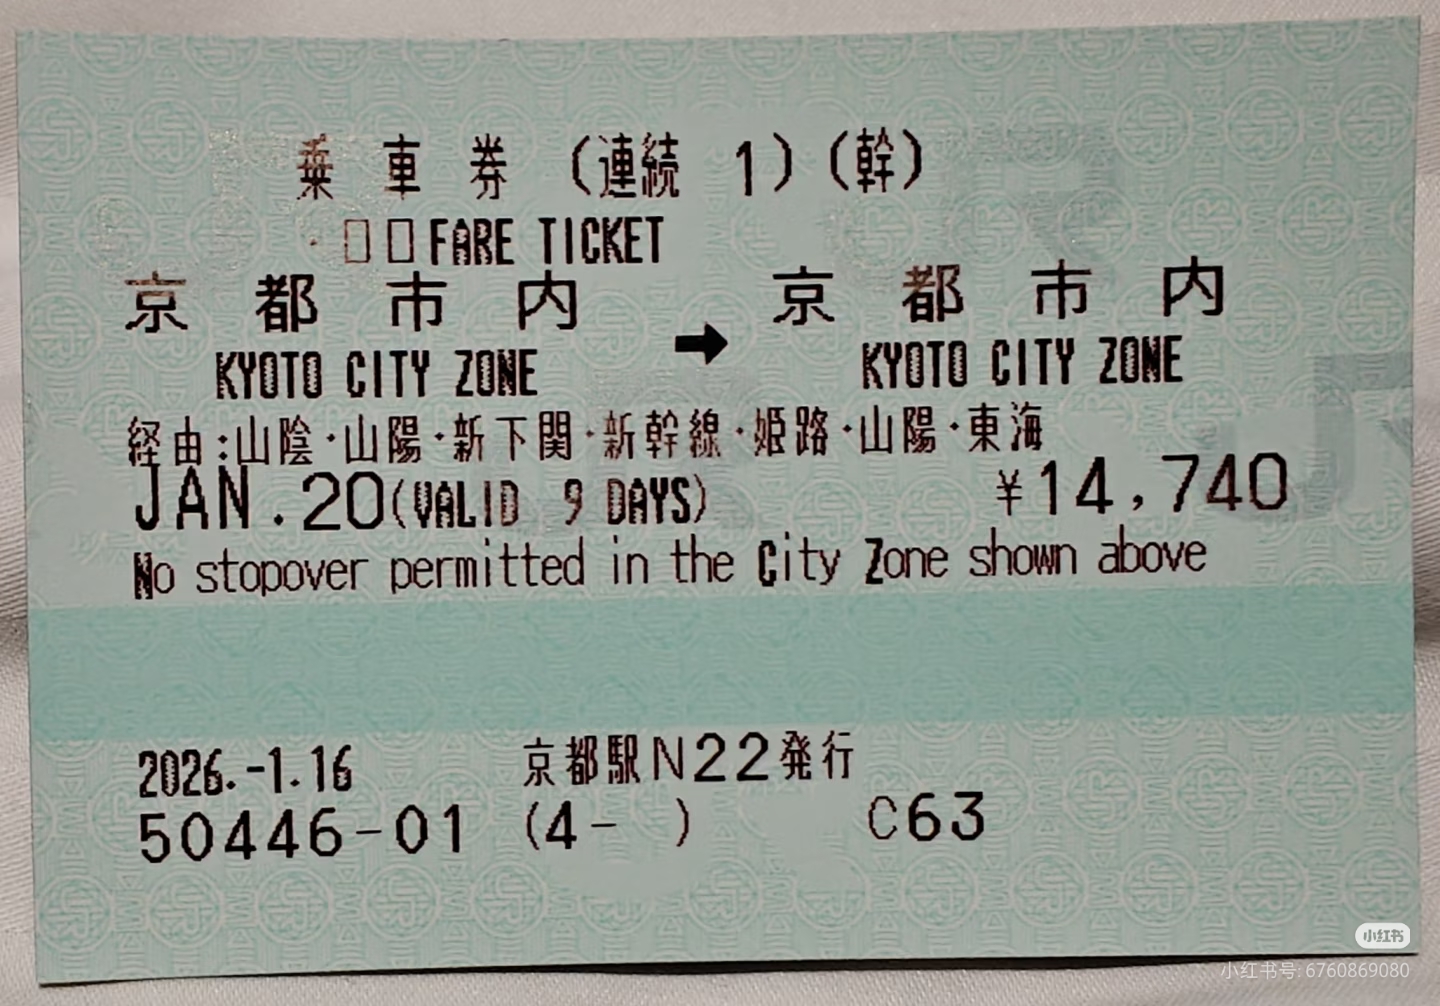 乗車券（連続 1）（幹）
□□FARE TICKET
京都市内 ➡ 京都市内
KYOTO CITY ZONE KYOTO CITY ZONE
経由:山陰・山陽・新下関・新幹線・姫路・山陽・東海
JAN.20(VALID 9 DAYS) ¥14,740
No stopover permitted in the City Zone shown above
2026.-1.16 京都駅N22発行
50446-01 (4- ) C63
小红书
小红书号: 6760869080